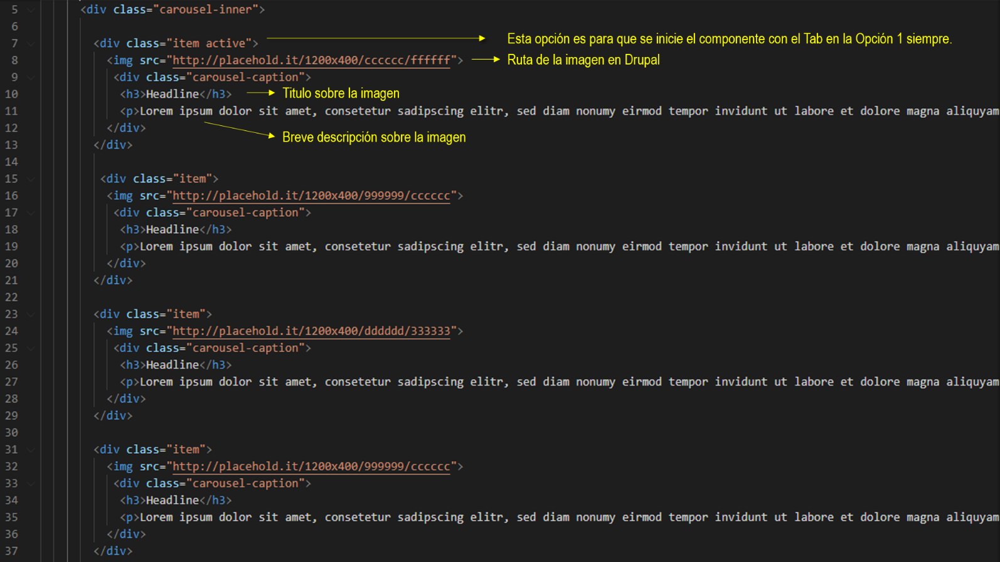 5 <div class="carousel-inner">
6
7 <div class="item active"> Esta opción es para que se inicie el componente con el Tab en la Opción 1 siempre.
8 <img src="http://placehold.it/1200x400/cccccc/ffffff"> Ruta de la imagen en Drupal
9 <div class="carousel-caption">
10 <h3>Headline</h3> Titulo sobre la imagen
11 <p>Lorem ipsum dolor sit amet, consetetur sadipscing elitr, sed diam nonumy eirmod tempor invidunt ut labore et dolore magna aliquyam
12 </div> Breve descripción sobre la imagen
13 </div>
14
15 <div class="item">
16 <img src="http://placehold.it/1200x400/999999/cccccc">
17 <div class="carousel-caption">
18 <h3>Headline</h3>
19 <p>Lorem ipsum dolor sit amet, consetetur sadipscing elitr, sed diam nonumy eirmod tempor invidunt ut labore et dolore magna aliquyam
20 </div>
21 </div>
22
23 <div class="item">
24 <img src="http://placehold.it/1200x400/dddddd/333333">
25 <div class="carousel-caption">
26 <h3>Headline</h3>
27 <p>Lorem ipsum dolor sit amet, consetetur sadipscing elitr, sed diam nonumy eirmod tempor invidunt ut labore et dolore magna aliquyam
28 </div>
29 </div>
30
31 <div class="item">
32 <img src="http://placehold.it/1200x400/999999/cccccc">
33 <div class="carousel-caption">
34 <h3>Headline</h3>
35 <p>Lorem ipsum dolor sit amet, consetetur sadipscing elitr, sed diam nonumy eirmod tempor invidunt ut labore et dolore magna aliquyam
36 </div>
37 </div>